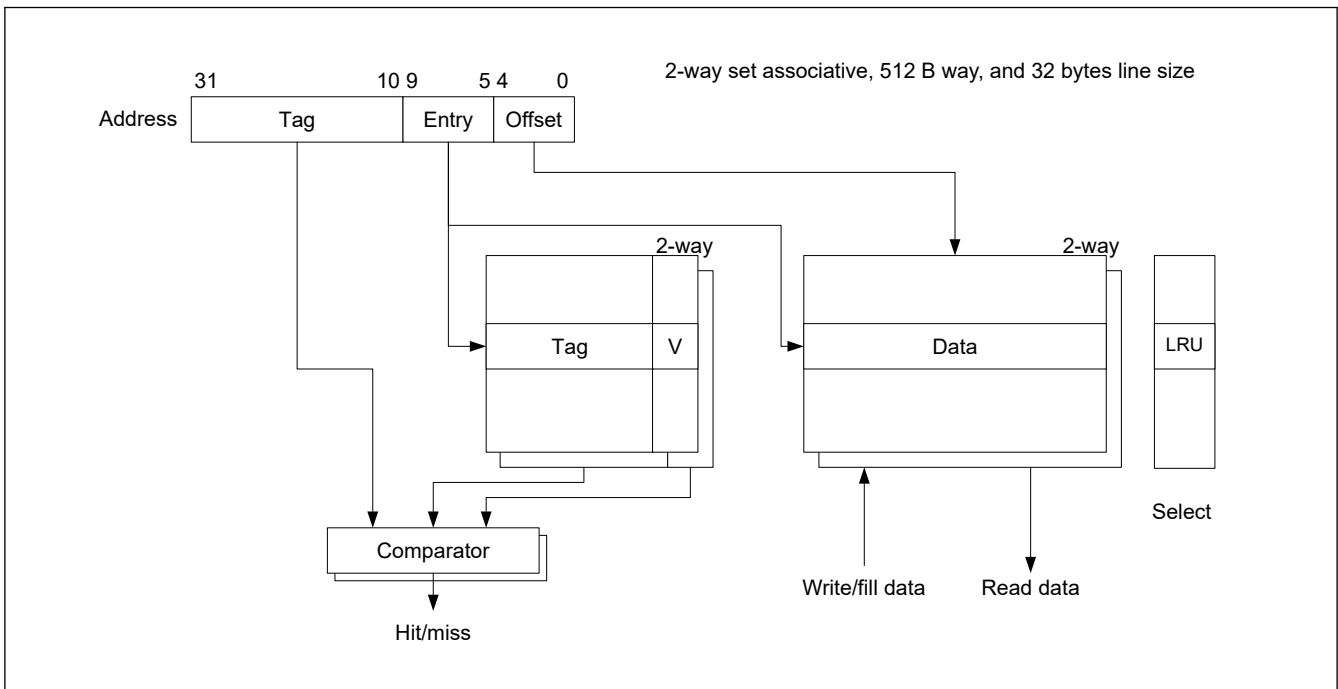 2-way set associative, 512 B way, and 32 bytes line size
31 10 9 5 4 0
Address Tag Entry Offset
2-way 2-way
Tag V Data LRU
Select
Comparator
Write/fill data Read data
Hit/miss